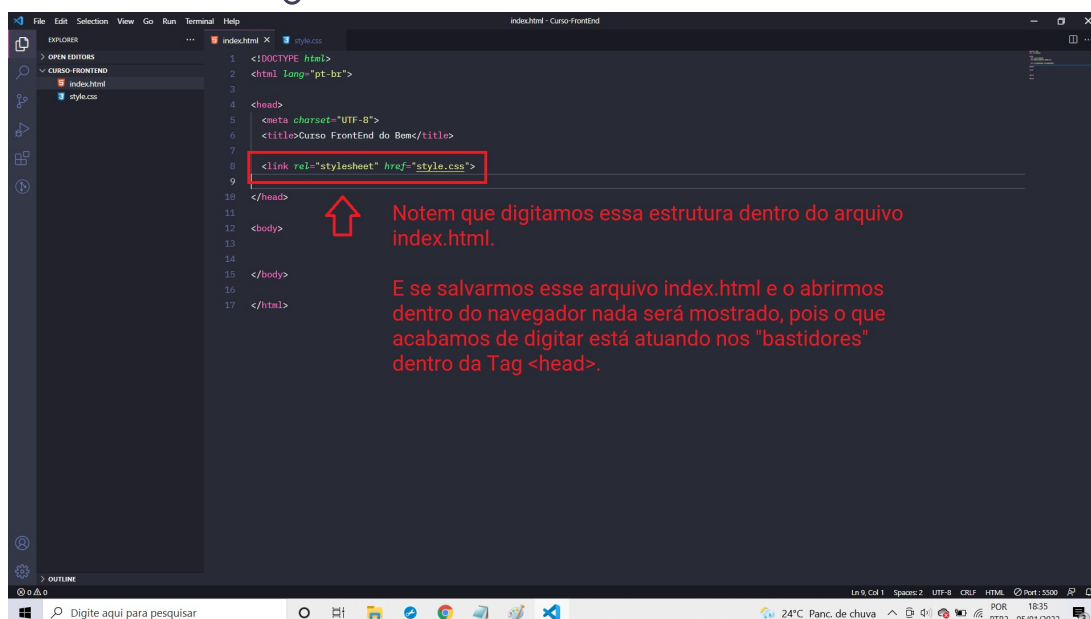 File Edit Selection View Go Run Terminal Help
index.html - Curso-FrontEnd
EXPLORER
index.html
style.css
OPEN EDITORS
CURSO-FRONTEND
index.html
style.css
1 <!DOCTYPE html>
2 <html lang="pt-br">
3
4 <head>
5 <meta charset="UTF-8">
6 <title>Curso FrontEnd do Bem</title>
7
8 <link rel="stylesheet" href="style.css">
9
10 </head>
11
12 <body>
13
14
15 </body>
16
17 </html>
Notem que digitamos essa estrutura dentro do arquivo
index.html.
E se salvarmos esse arquivo index.html e o abrirmos
dentro do navegador nada será mostrado, pois o que
acabamos de digitar está atuando nos "bastidores"
dentro da Tag <head>.
OUTLINE
0 0
Ln 9, Col 1 Spaces: 2 UTF-8 CRLF HTML Port : 5500
Digite aqui para pesquisar
24°C Panc. de chuva
POR
PTB2
18:35
05/01/2022